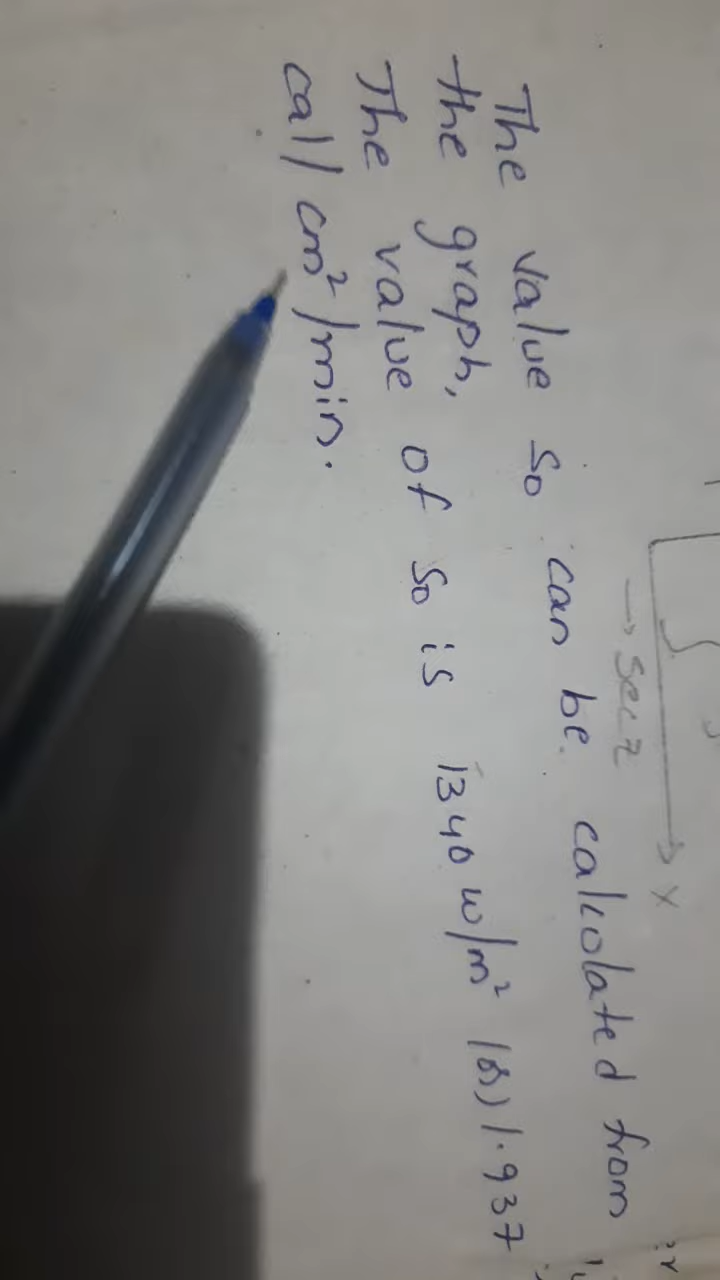 → sec z
→ x
The value So can be calculated from
the graph,
The value of So is 1340 w/m² (or) 1.937
cal/cm²/min.